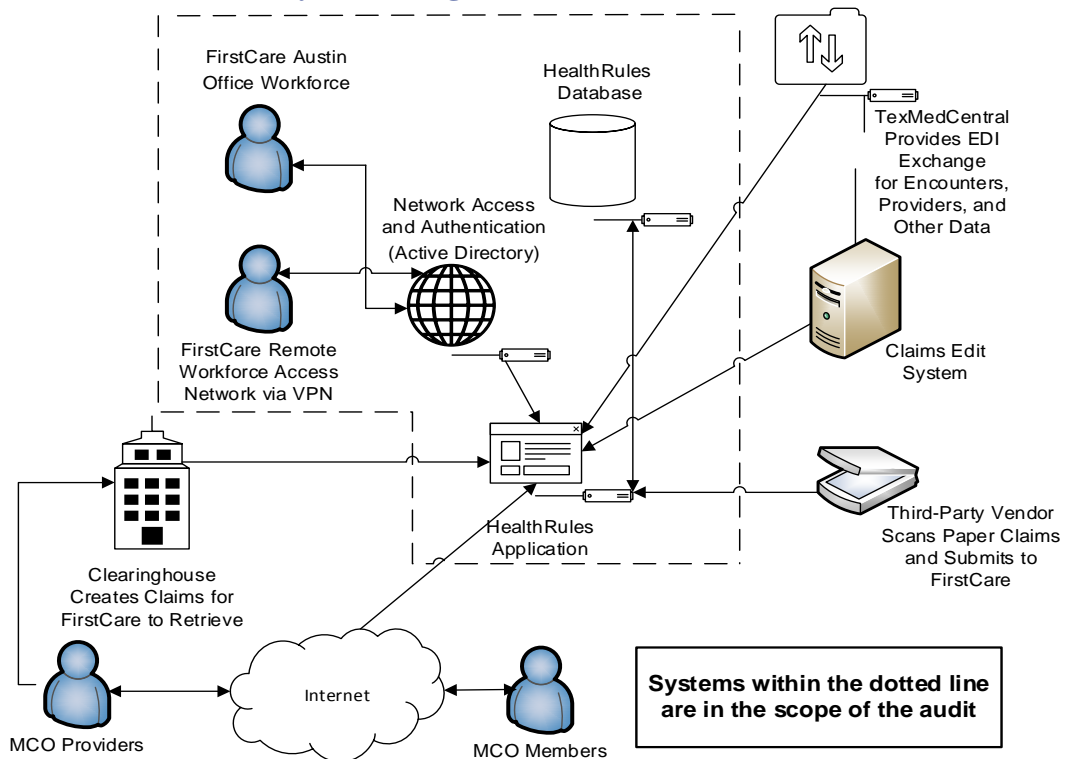 FirstCare Austin
Office Workforce
HealthRules
Database
TexMedCentral
Provides EDI
Exchange
for Encounters,
Providers, and
Other Data
Network Access
and Authentication
(Active Directory)
FirstCare Remote
Workforce Access
Network via VPN
Claims Edit
System
HealthRules
Application
Third-Party Vendor
Scans Paper Claims
and Submits to
FirstCare
Clearinghouse
Creates Claims for
FirstCare to Retrieve
Internet
MCO Providers
MCO Members
Systems within the dotted line
are in the scope of the audit